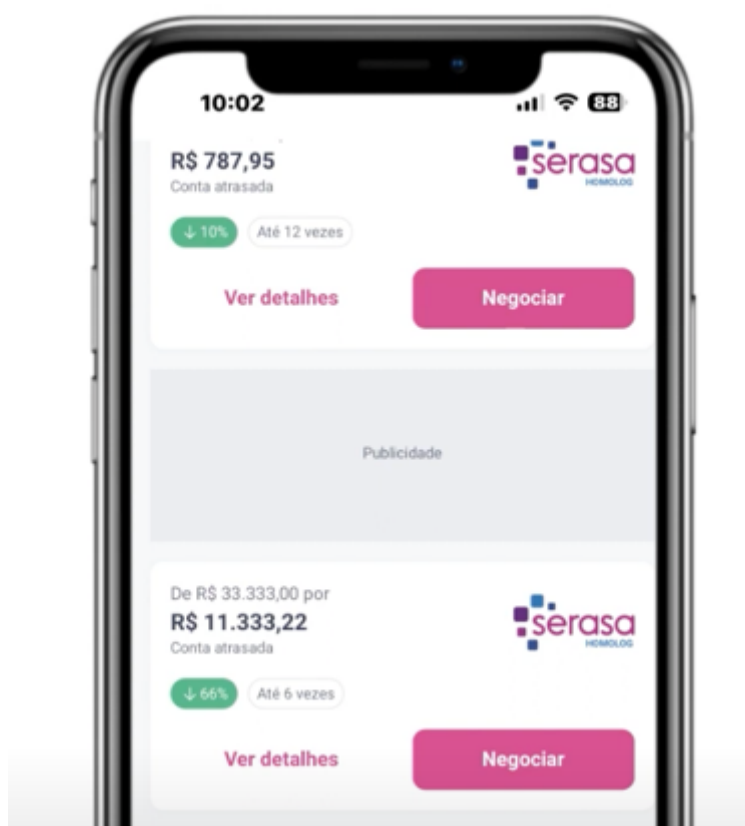 10:02
88
R$ 787,95
serasa
HOMOLOG
Conta atrasada
↓ 10%
Até 12 vezes
Ver detalhes
Negociar
Publicidade
De R$ 33.333,00 por
R$ 11.333,22
serasa
HOMOLOG
Conta atrasada
↓ 66%
Até 6 vezes
Ver detalhes
Negociar